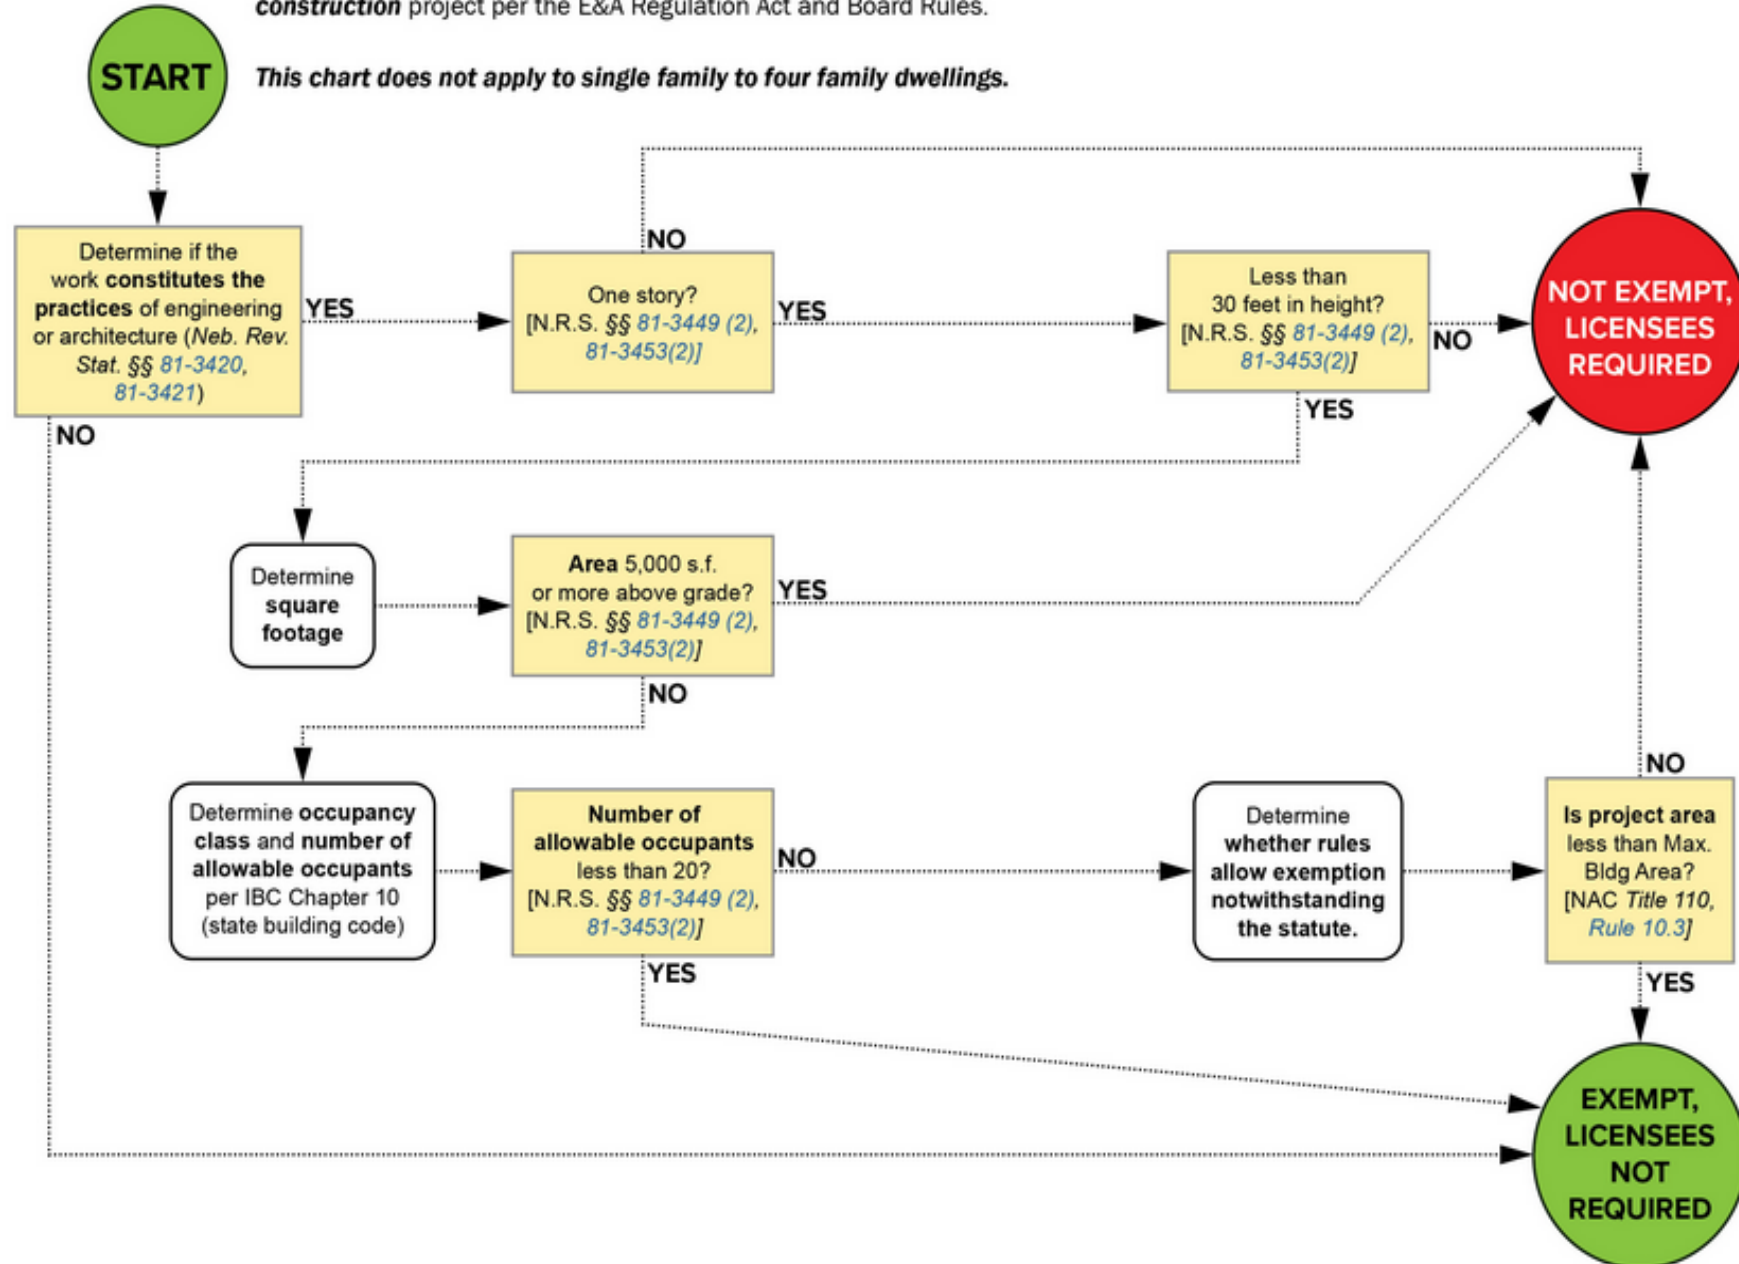 construction project per the E&A Regulation Act and Board Rules.
START
This chart does not apply to single family to four family dwellings.
Determine if the
work constitutes the
practices of engineering
or architecture (Neb. Rev.
Stat. §§ 81-3420,
81-3421)
YES
NO
One story?
[N.R.S. §§ 81-3449 (2),
81-3453(2)]
NO
YES
Less than
30 feet in height?
[N.R.S. §§ 81-3449 (2),
81-3453(2)]
NO
YES
NOT EXEMPT,
LICENSEES
REQUIRED
Determine
square
footage
Area 5,000 s.f.
or more above grade?
[N.R.S. §§ 81-3449 (2),
81-3453(2)]
YES
NO
Determine occupancy
class and number of
allowable occupants
per IBC Chapter 10
(state building code)
Number of
allowable occupants
less than 20?
[N.R.S. §§ 81-3449 (2),
81-3453(2)]
NO
YES
Determine
whether rules
allow exemption
notwithstanding
the statute.
NO
Is project area
less than Max.
Bldg Area?
[NAC Title 110,
Rule 10.3]
YES
EXEMPT,
LICENSEES
NOT
REQUIRED